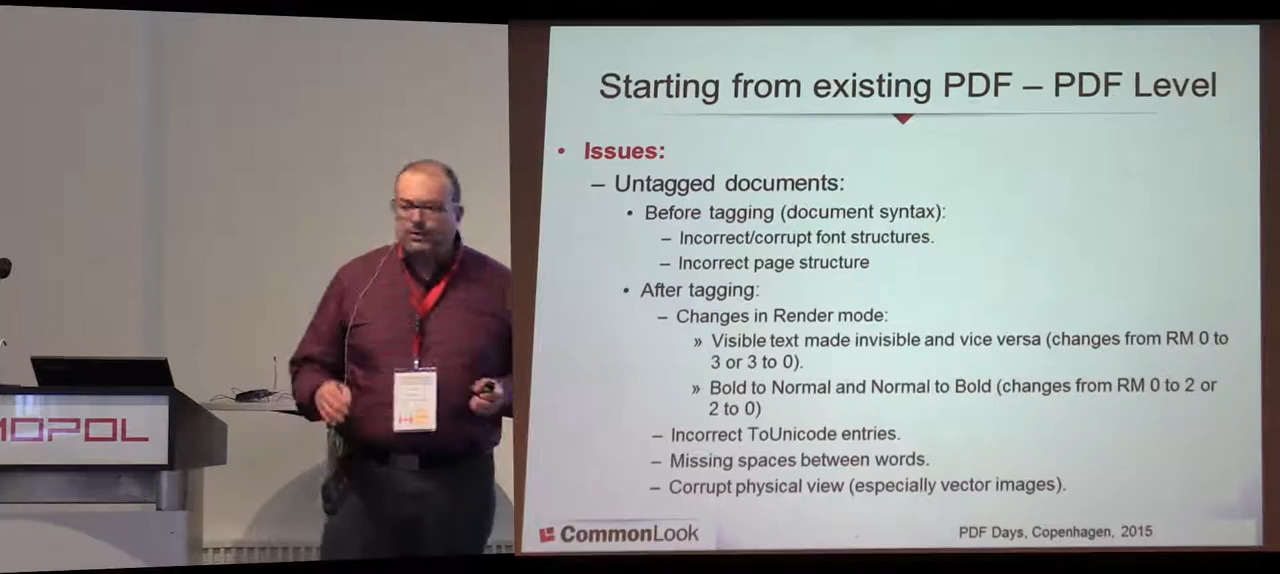 Starting from existing PDF – PDF Level
• Issues:
– Untagged documents:
• Before tagging (document syntax):
– Incorrect/corrupt font structures.
– Incorrect page structure
• After tagging:
– Changes in Render mode:
» Visible text made invisible and vice versa (changes from RM 0 to
3 or 3 to 0).
» Bold to Normal and Normal to Bold (changes from RM 0 to 2 or
2 to 0)
– Incorrect ToUnicode entries.
– Missing spaces between words.
– Corrupt physical view (especially vector images).
CommonLook
PDF Days, Copenhagen, 2015
MOPOL